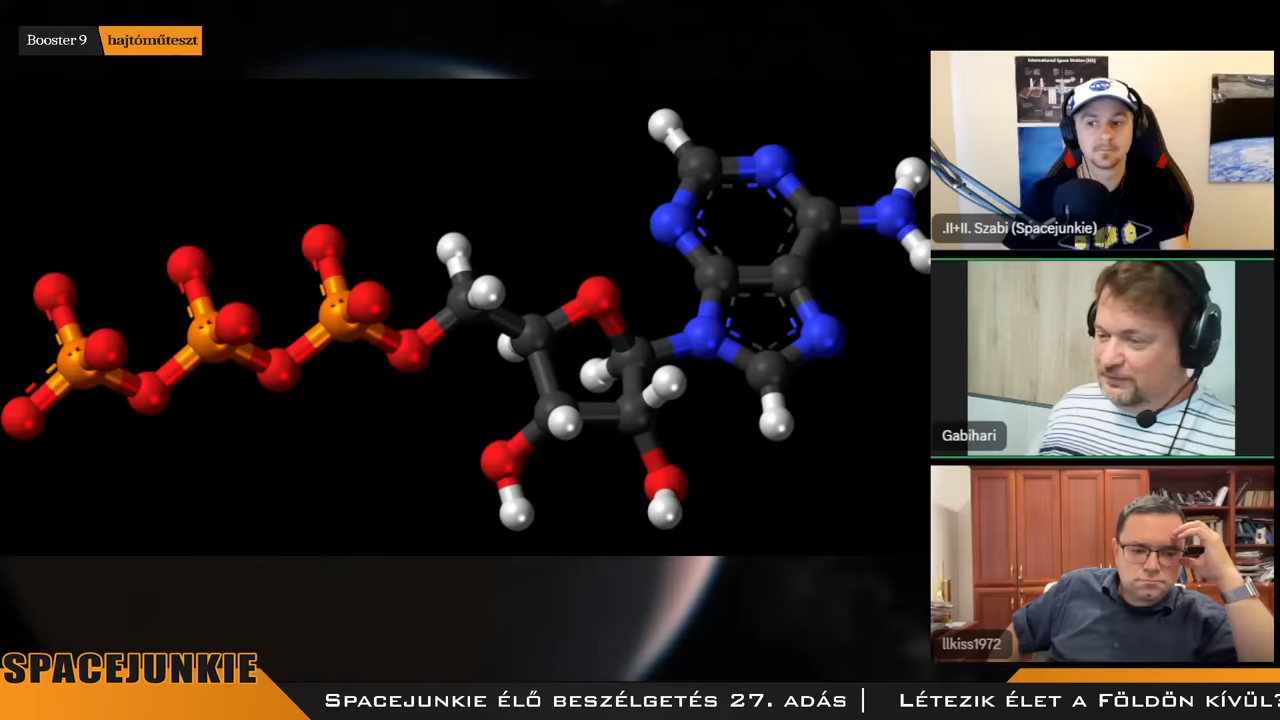 Booster 9 hajtóműteszt
International Space Station (ISS)
NASA
.II+II. Szabi (Spacejunkie)
Gabihari
llkiss1972
SPACEJUNKIE
Spacejunkie élő beszélgetés 27. adás | Létezik élet a Földön kívül?